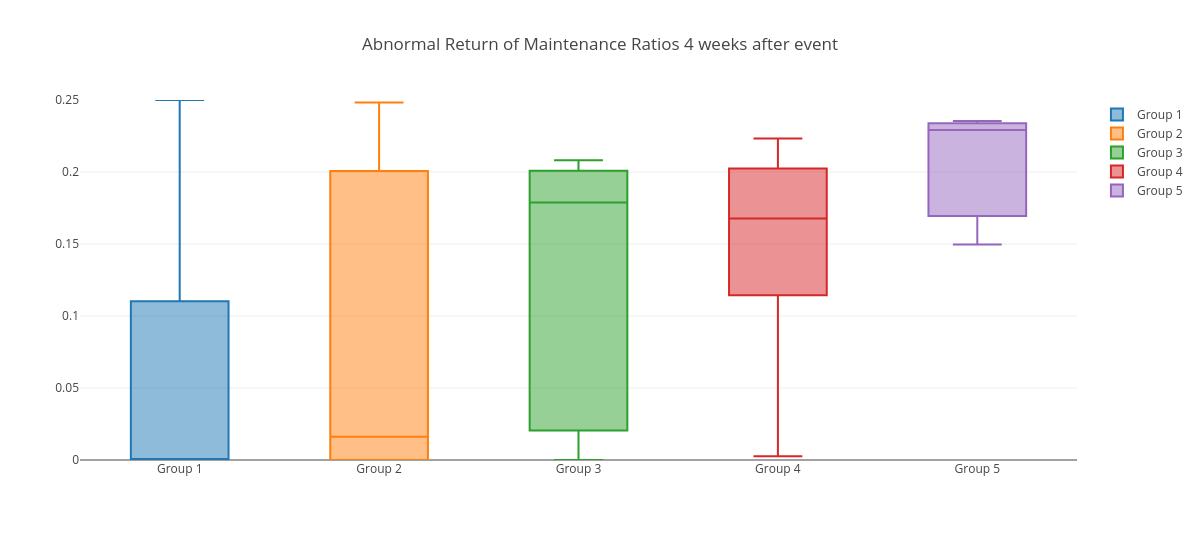 Abnormal Return of Maintenance Ratios 4 weeks after event
0.25
0.2
0.15
0.1
0.05
0
Group 1
Group 2
Group 3
Group 4
Group 5
Group 1
Group 2
Group 3
Group 4
Group 5